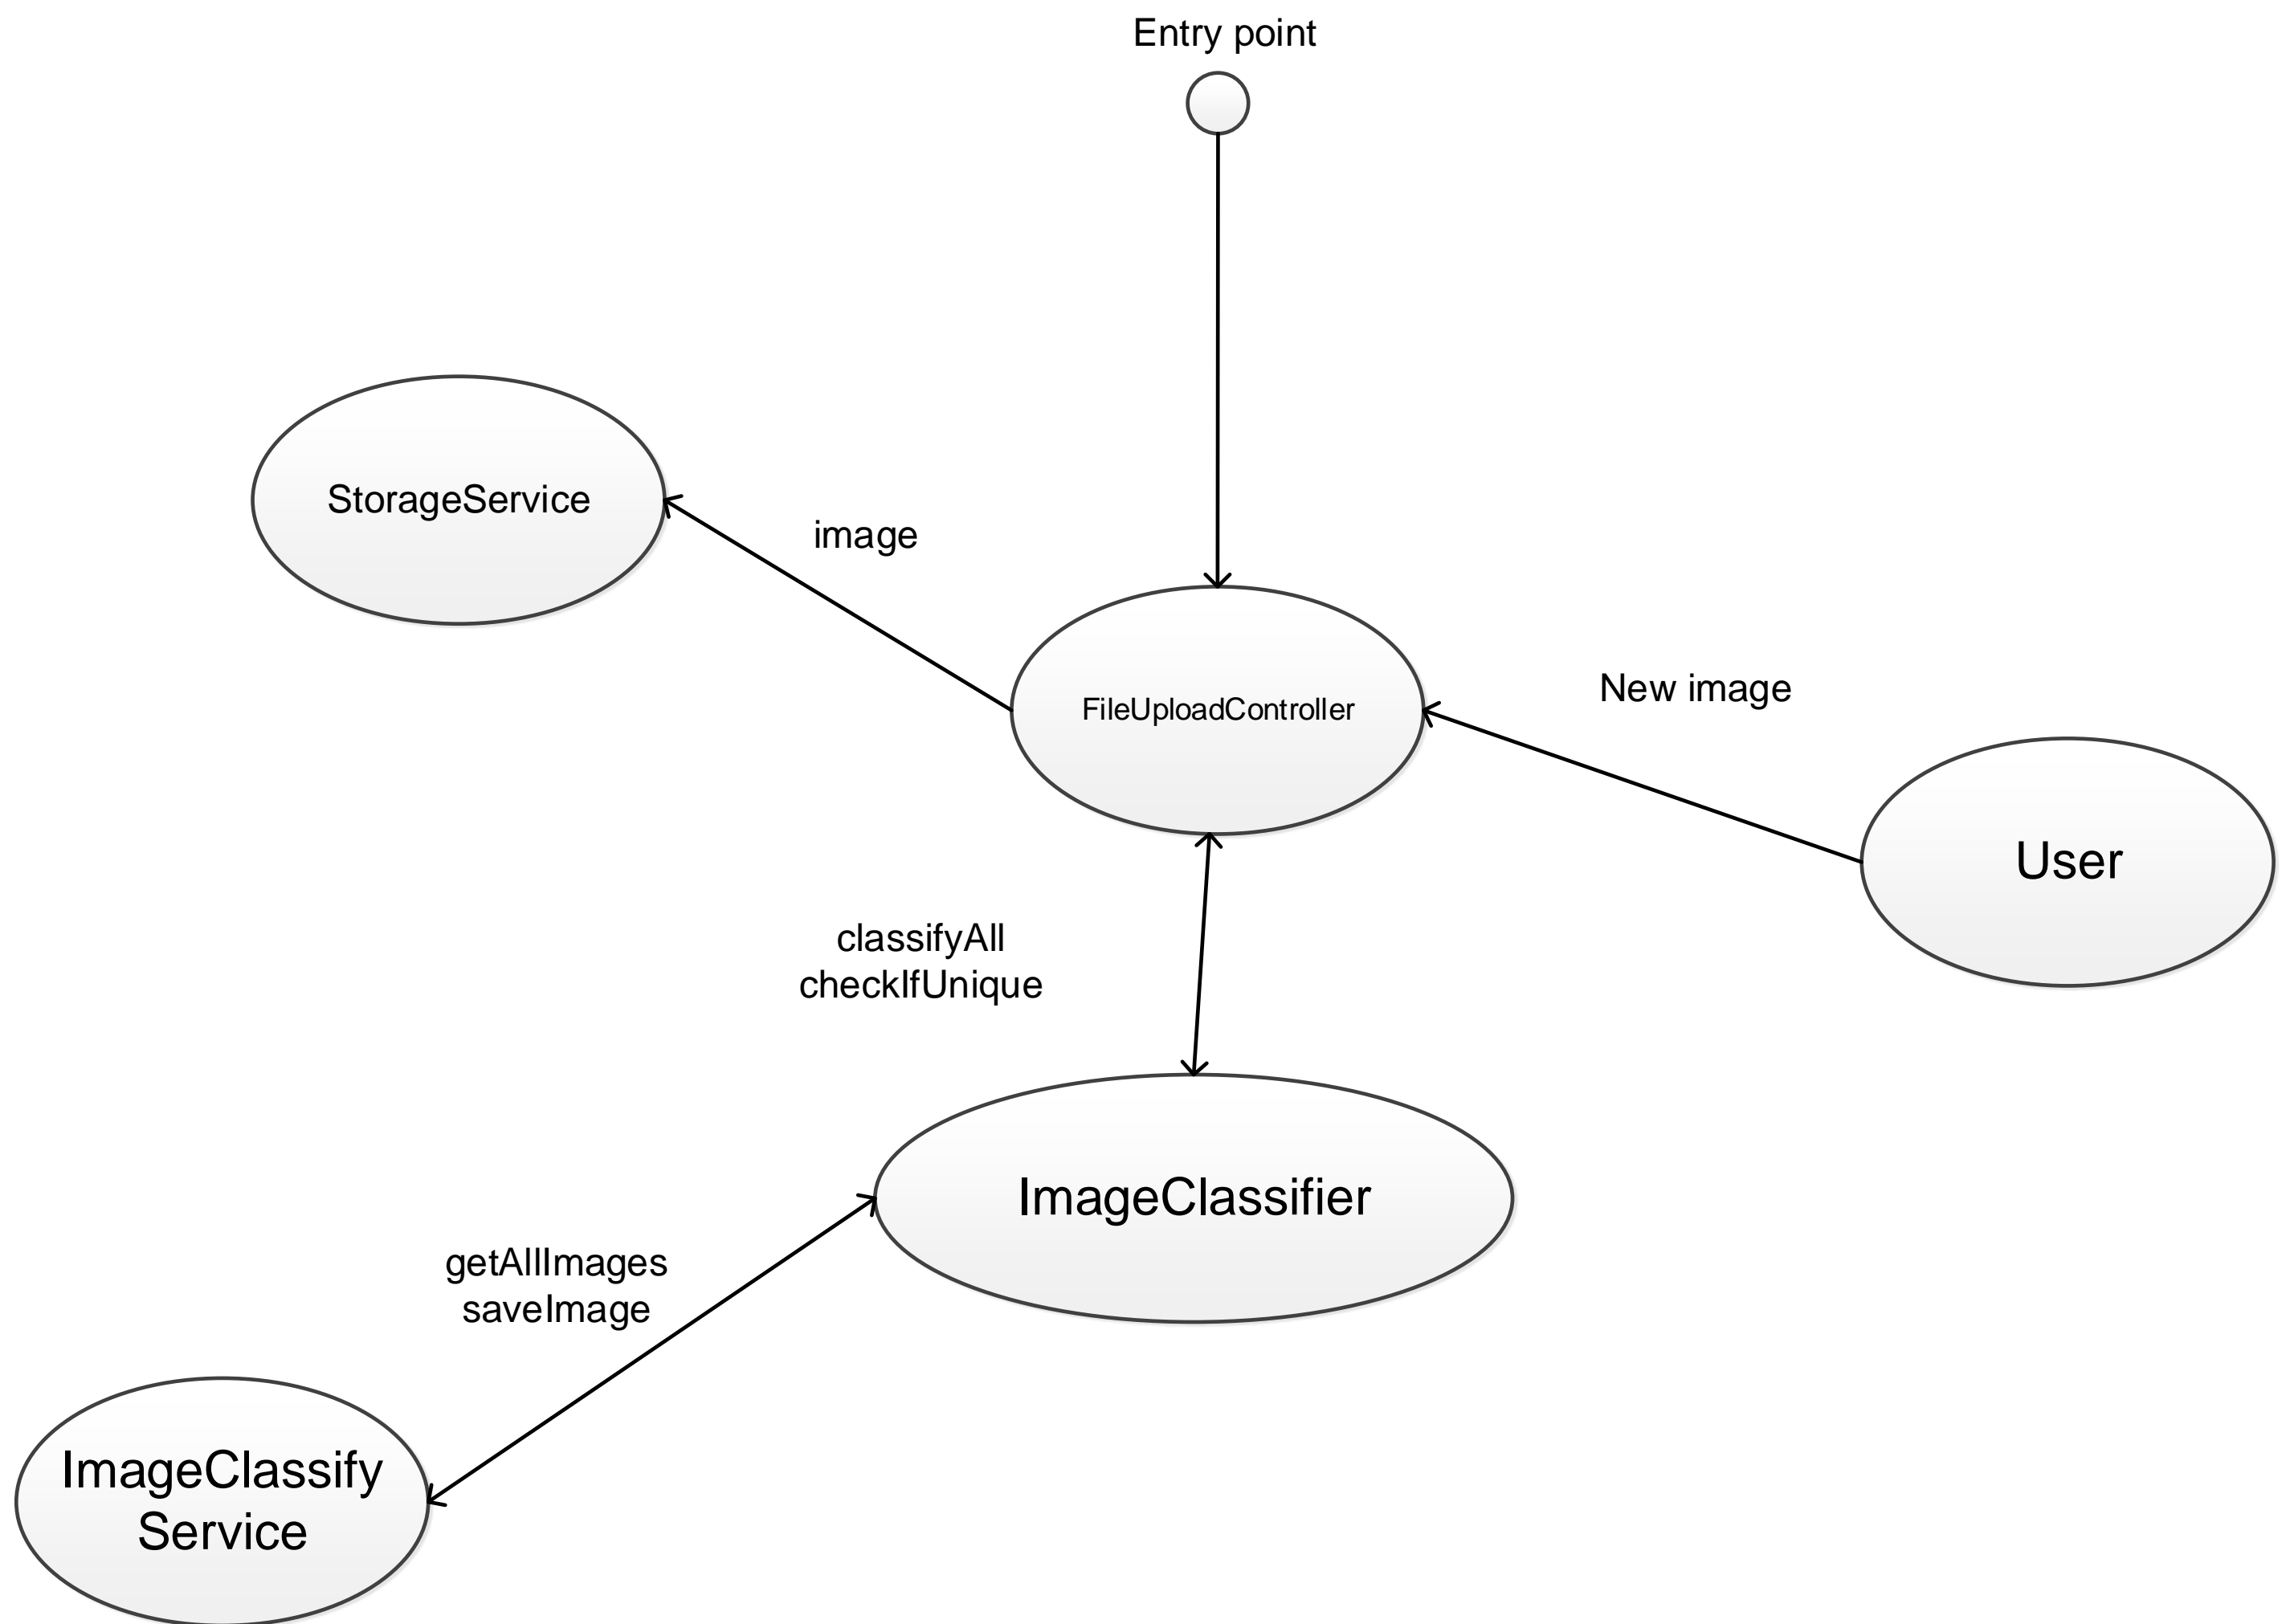 Entry point
StorageService
image
FileUploadController
New image
User
classifyAll
checkIfUnique
ImageClassifier
getAllImages
saveImage
ImageClassify
Service